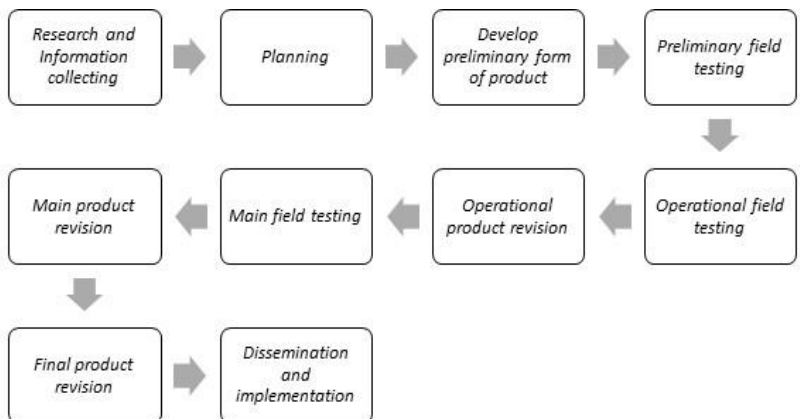 Research and
Information
collecting
Planning
Develop
preliminary form
of product
Preliminary field
testing
Operational field
testing
Operational
product revision
Main field testing
Main product
revision
Final product
revision
Dissemination
and
implementation